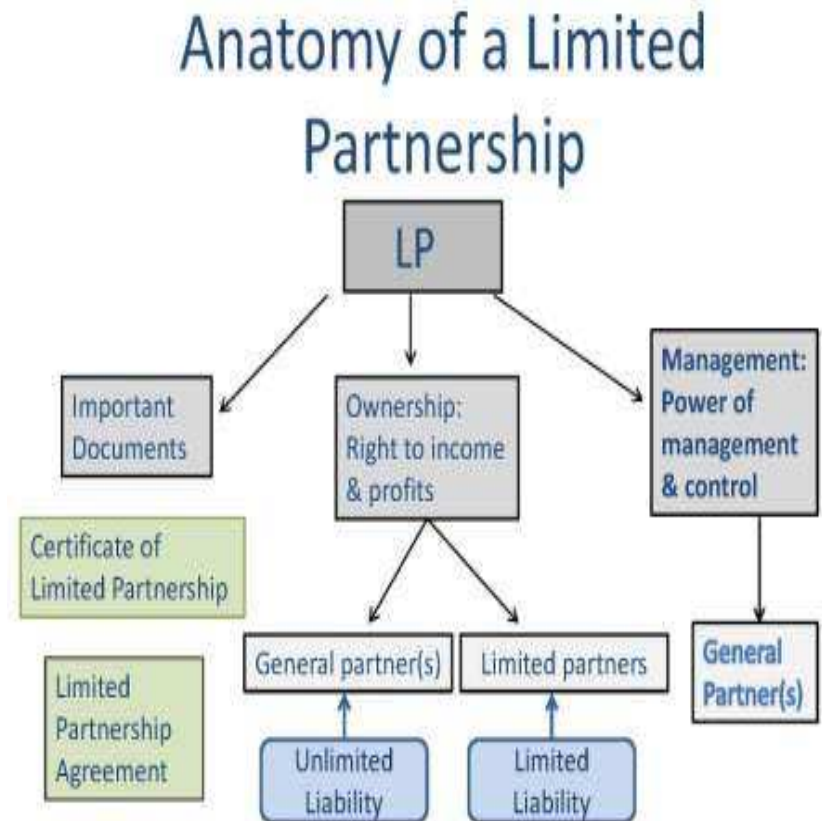 Anatomy of a Limited
Partnership
LP
Important
Documents
Ownership:
Right to income
& profits
Management:
Power of
management
& control
Certificate of
Limited Partnership
Limited
Partnership
Agreement
General partner(s)
Limited partners
General
Partner(s)
Unlimited
Liability
Limited
Liability